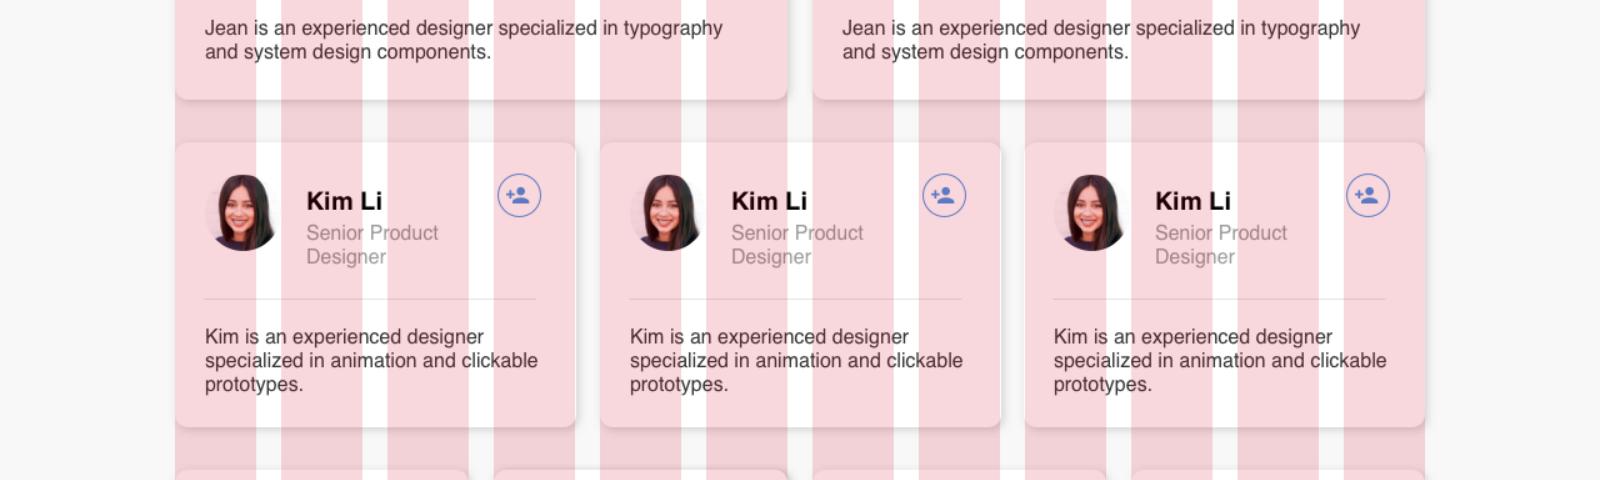 Jean is an experienced designer specialized in typography
and system design components.
Jean is an experienced designer specialized in typography
and system design components.
Kim Li
Senior Product
Designer
Kim is an experienced designer
specialized in animation and clickable
prototypes.
Kim Li
Senior Product
Designer
Kim is an experienced designer
specialized in animation and clickable
prototypes.
Kim Li
Senior Product
Designer
Kim is an experienced designer
specialized in animation and clickable
prototypes.